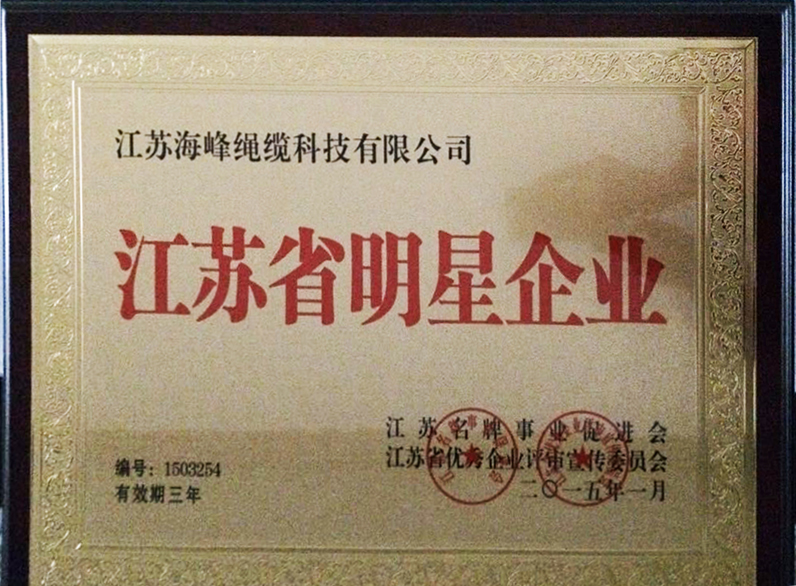 江苏海峰绳缆科技有限公司
江苏省明星企业
江苏名牌事业促进会
江苏省优秀企业评审宣传委员会
二〇一五年一月
编号：1503254
有效期三年